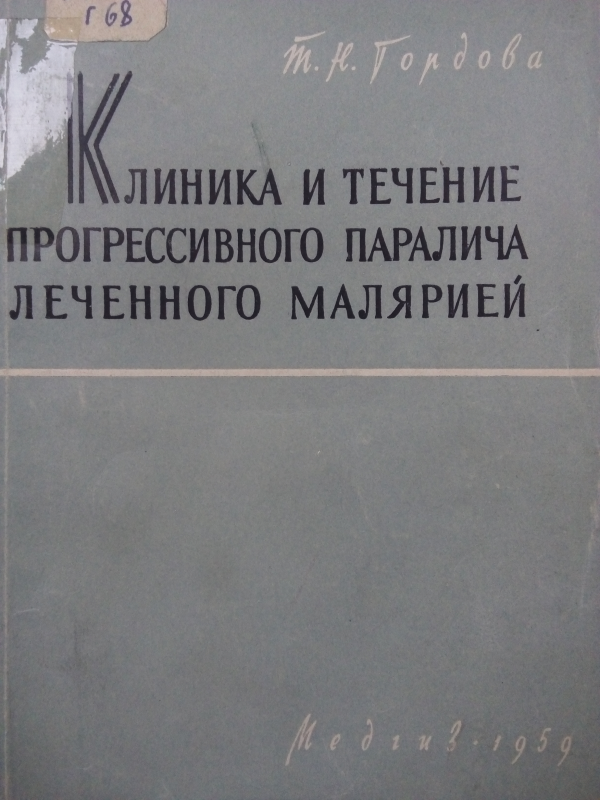 Г68
Т. Н. Гордова
КЛИНИКА И ТЕЧЕНИЕ
ПРОГРЕССИВНОГО ПАРАЛИЧА
ЛЕЧЕННОГО МАЛЯРИЕЙ
Медгиз · 1959